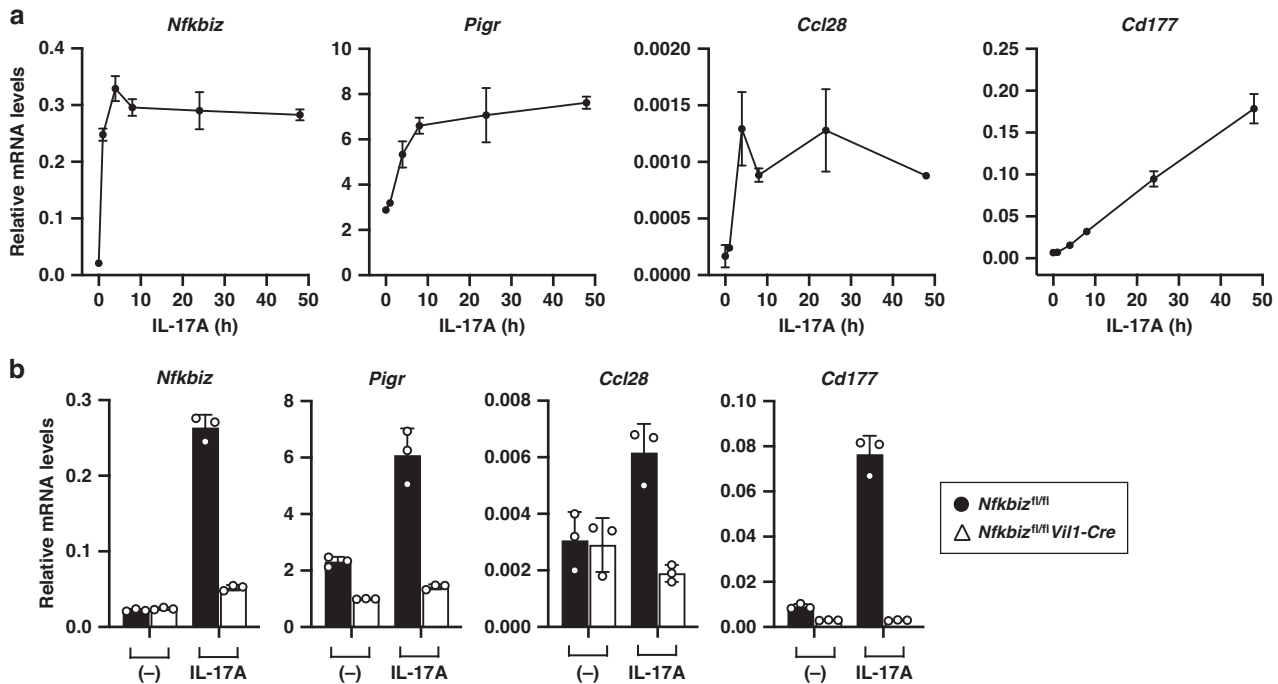 a
Nfkbiz
Pigr
Ccl28
Cd177
Relative mRNA levels
0.4
0.3
0.2
0.1
0.0
0 10 20 30 40 50
IL-17A (h)
10
8
6
4
2
0
0 10 20 30 40 50
IL-17A (h)
0.0020
0.0015
0.0010
0.0005
0.0000
0 10 20 30 40 50
IL-17A (h)
0.25
0.20
0.15
0.10
0.05
0.00
0 10 20 30 40 50
IL-17A (h)
b
Nfkbiz
Pigr
Ccl28
Cd177
Relative mRNA levels
0.3
0.2
0.1
0.0
(–) IL-17A
8
6
4
2
0
(–) IL-17A
0.008
0.006
0.004
0.002
0.000
(–) IL-17A
0.10
0.08
0.06
0.04
0.02
0.00
(–) IL-17A
Nfkbiz fl/fl
Nfkbiz fl/fl Vil1-Cre